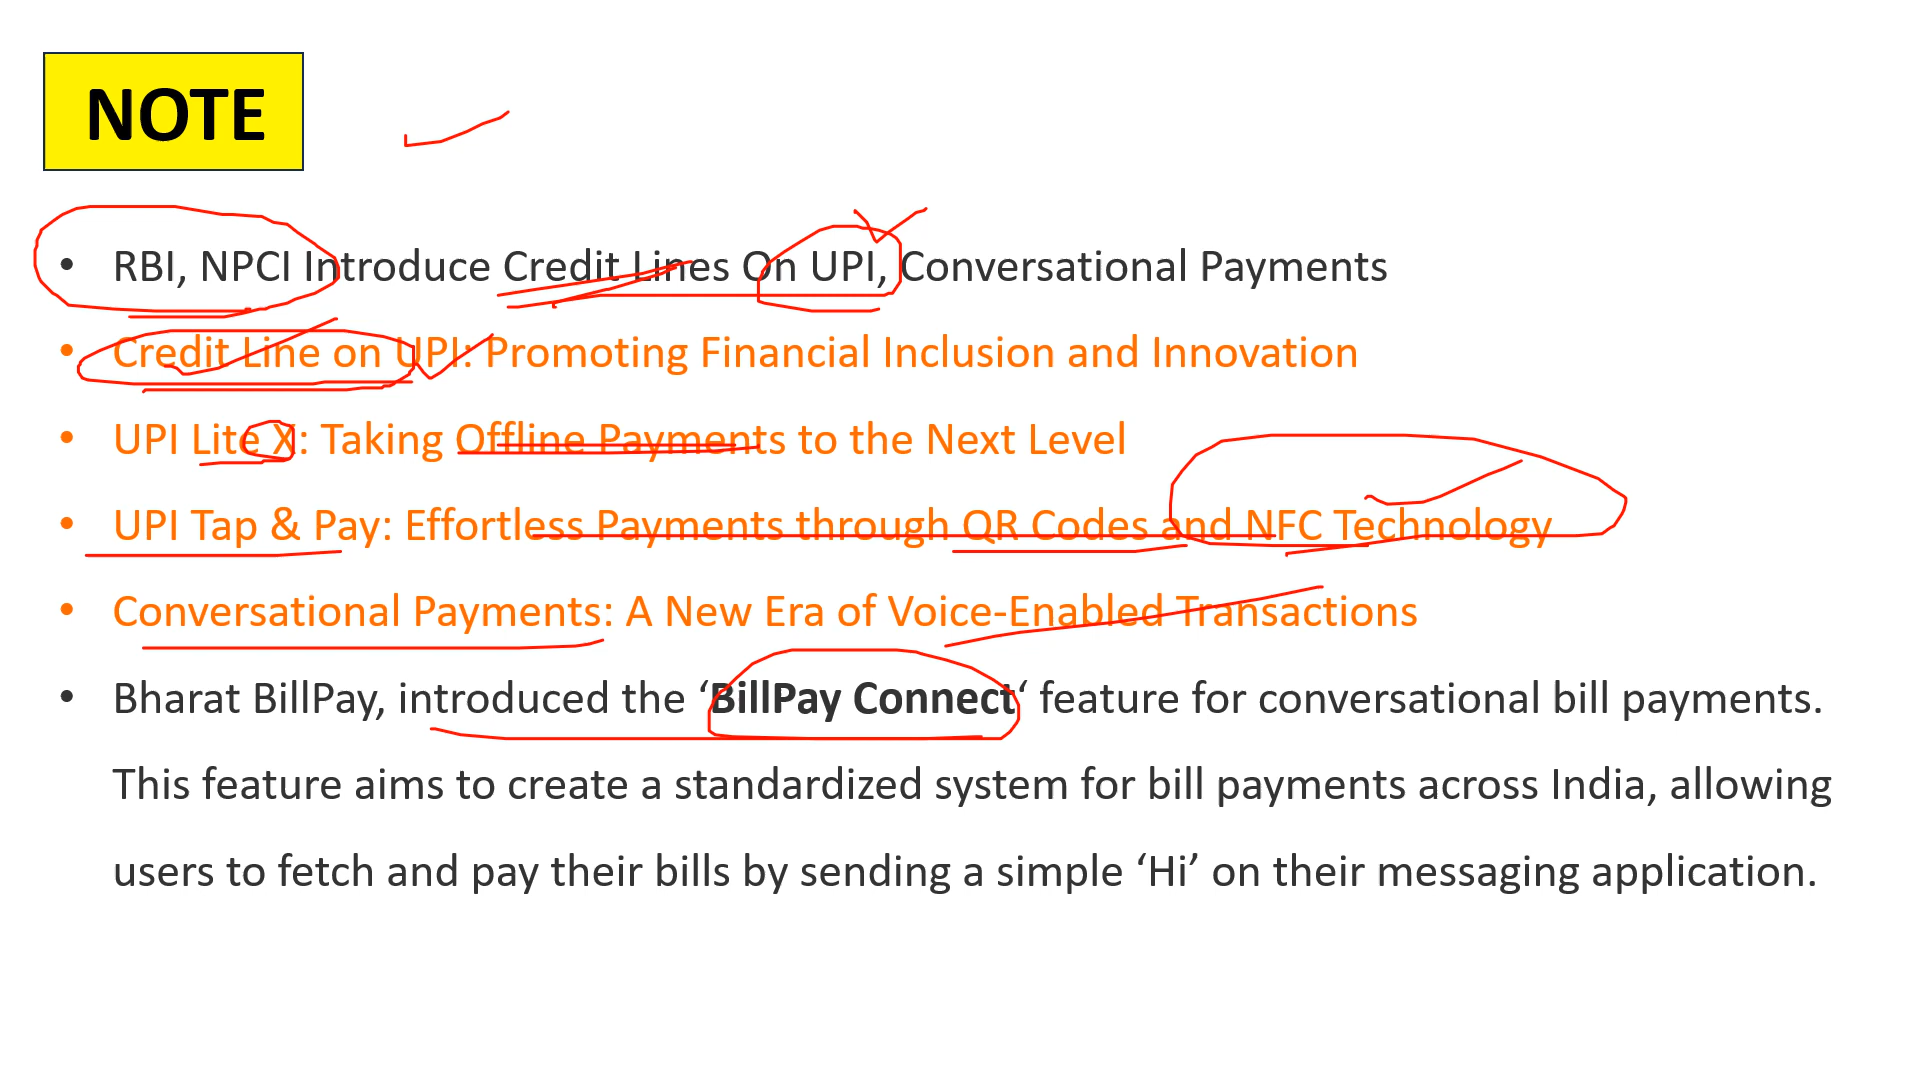 NOTE
• RBI, NPCI Introduce Credit Lines On UPI, Conversational Payments
• Credit Line on UPI: Promoting Financial Inclusion and Innovation
• UPI Lite X: Taking Offline Payments to the Next Level
• UPI Tap & Pay: Effortless Payments through QR Codes and NFC Technology
• Conversational Payments: A New Era of Voice-Enabled Transactions
• Bharat BillPay, introduced the ‘BillPay Connect‘ feature for conversational bill payments.
This feature aims to create a standardized system for bill payments across India, allowing
users to fetch and pay their bills by sending a simple ‘Hi’ on their messaging application.